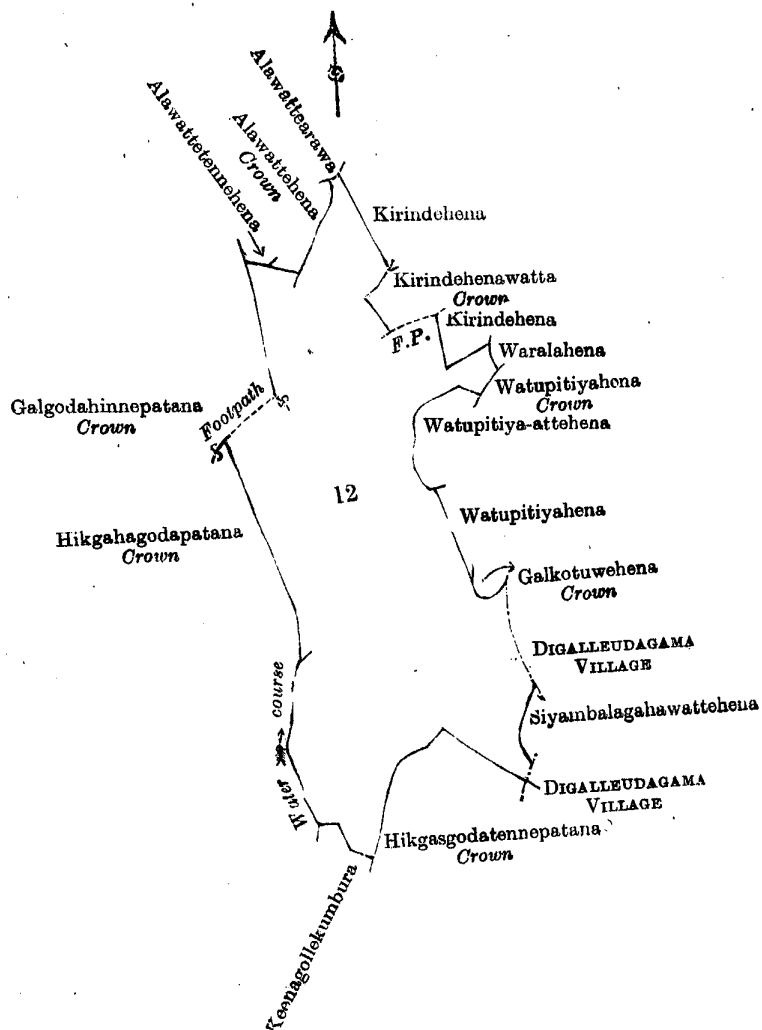 Alawattearawa
Alawattehena
Crown
Alawattetennehena
Kirindehena
Kirindehenawatta
Crown
F.P.
Kirindehena
Waralahena
Watupitiyahena
Crown
Galgodahinnepatana
Crown
Footpath
Watupitiya-attehena
12
Watupitiyahena
Hikgahagodapatana
Crown
Galkotuwehena
Crown
DIGALLEUDAGAMA
VILLAGE
Water course
Siyambalagahawattehena
DIGALLEUDAGAMA
VILLAGE
Hikgasgodatennepatana
Crown
Keenagollekumbura